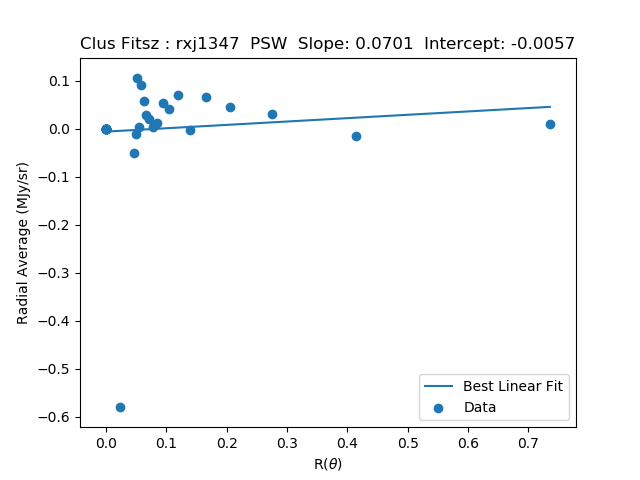 Clus Fitsz : rxj1347  PSW  Slope: 0.0701  Intercept: -0.0057
0.1
0.0
−0.1
−0.2
−0.3
−0.4
−0.5
−0.6
Radial Average (MJy/sr)
Best Linear Fit
Data
0.0 0.1 0.2 0.3 0.4 0.5 0.6 0.7
R(θ)